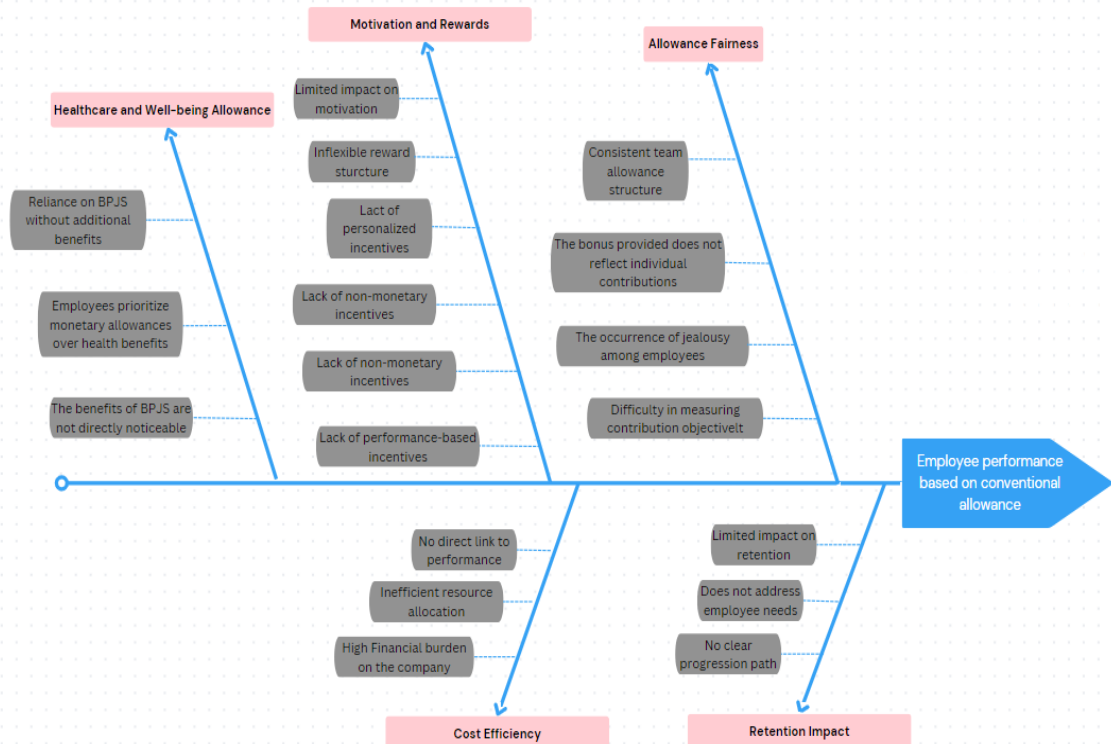 Motivation and Rewards
Allowance Fairness
Healthcare and Well-being Allowance
Limited impact on
motivation
Inflexible reward
sturcture
Lact of
personalized
incentives
Lack of non-monetary
incentives
Lack of non-monetary
incentives
Lack of performance-based
incentives
Reliance on BPJS
without additional
benefits
Employees prioritize
monetary allowances
over health benefits
The benefits of BPJS are
not directly noticeable
Consistent team
allowance
structure
The bonus provided does not
reflect individual
contributions
The occurrence of jealousy
among employees
Difficulty in measuring
contribution objectivelt
Employee performance
based on conventional
allowance
No direct link to
performance
Inefficient resource
allocation
High Financial burden
on the company
Limited impact on
retention
Does not address
employee needs
No clear
progression path
Cost Efficiency
Retention Impact